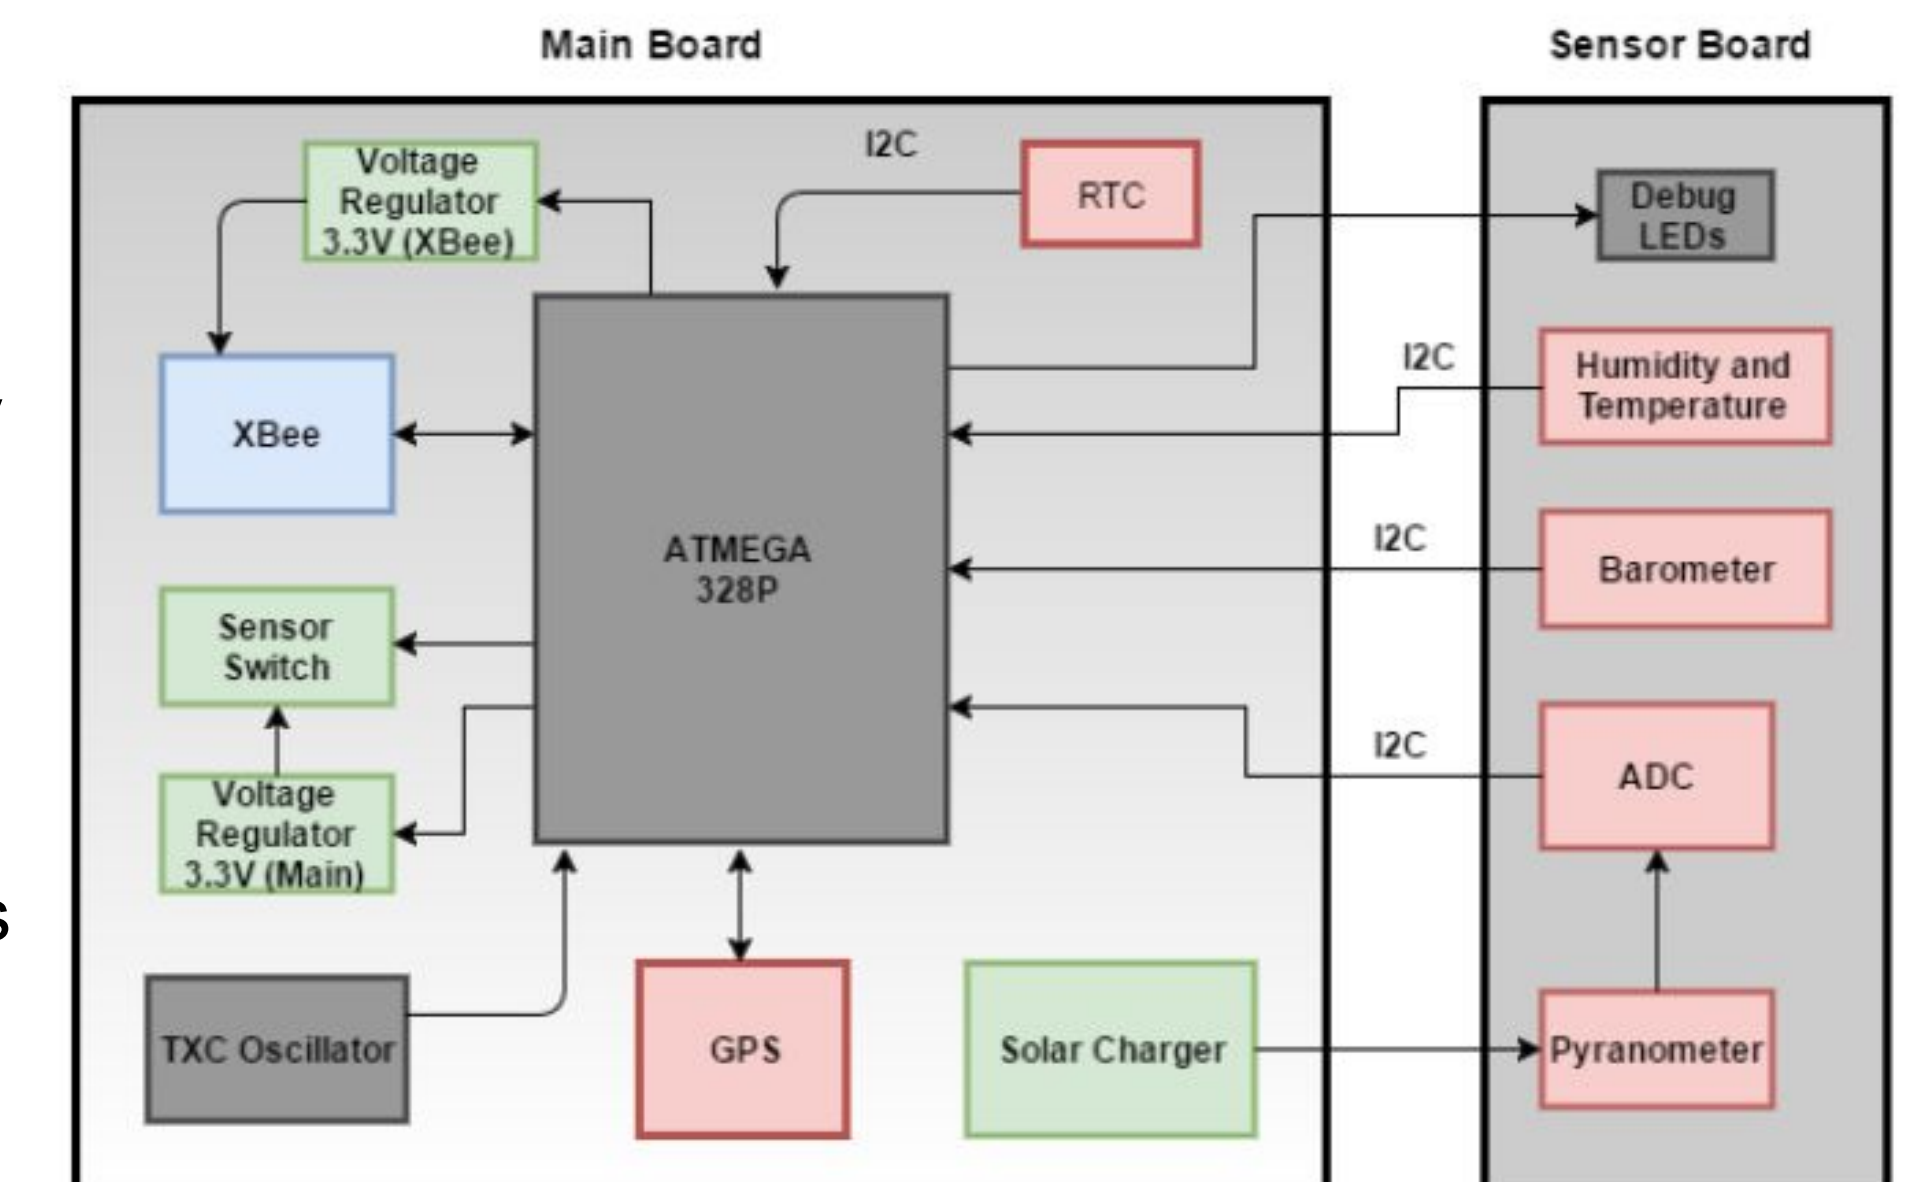 Main Board
Sensor Board
Voltage
Regulator
3.3V (XBee)
I2C
RTC
Debug
LEDs
XBee
I2C
Humidity and
Temperature
ATMEGA
328P
I2C
Barometer
Sensor
Switch
Voltage
Regulator
3.3V (Main)
I2C
ADC
TXC Oscillator
GPS
Solar Charger
Pyranometer
s